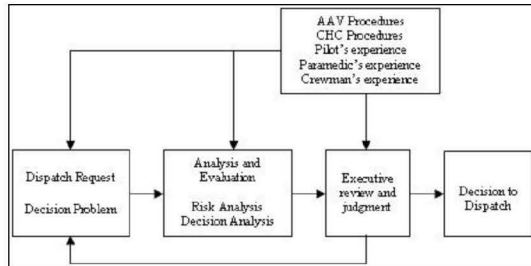 AAV Procedures
CHC Procedures
Pilot's experience
Paramedic's experience
Crewman's experience
Dispatch Request
Decision Problem
Analysis and
Evaluation
Risk Analysis
Decision Analysis
Executive
review and
judgment
Decision to
Dispatch